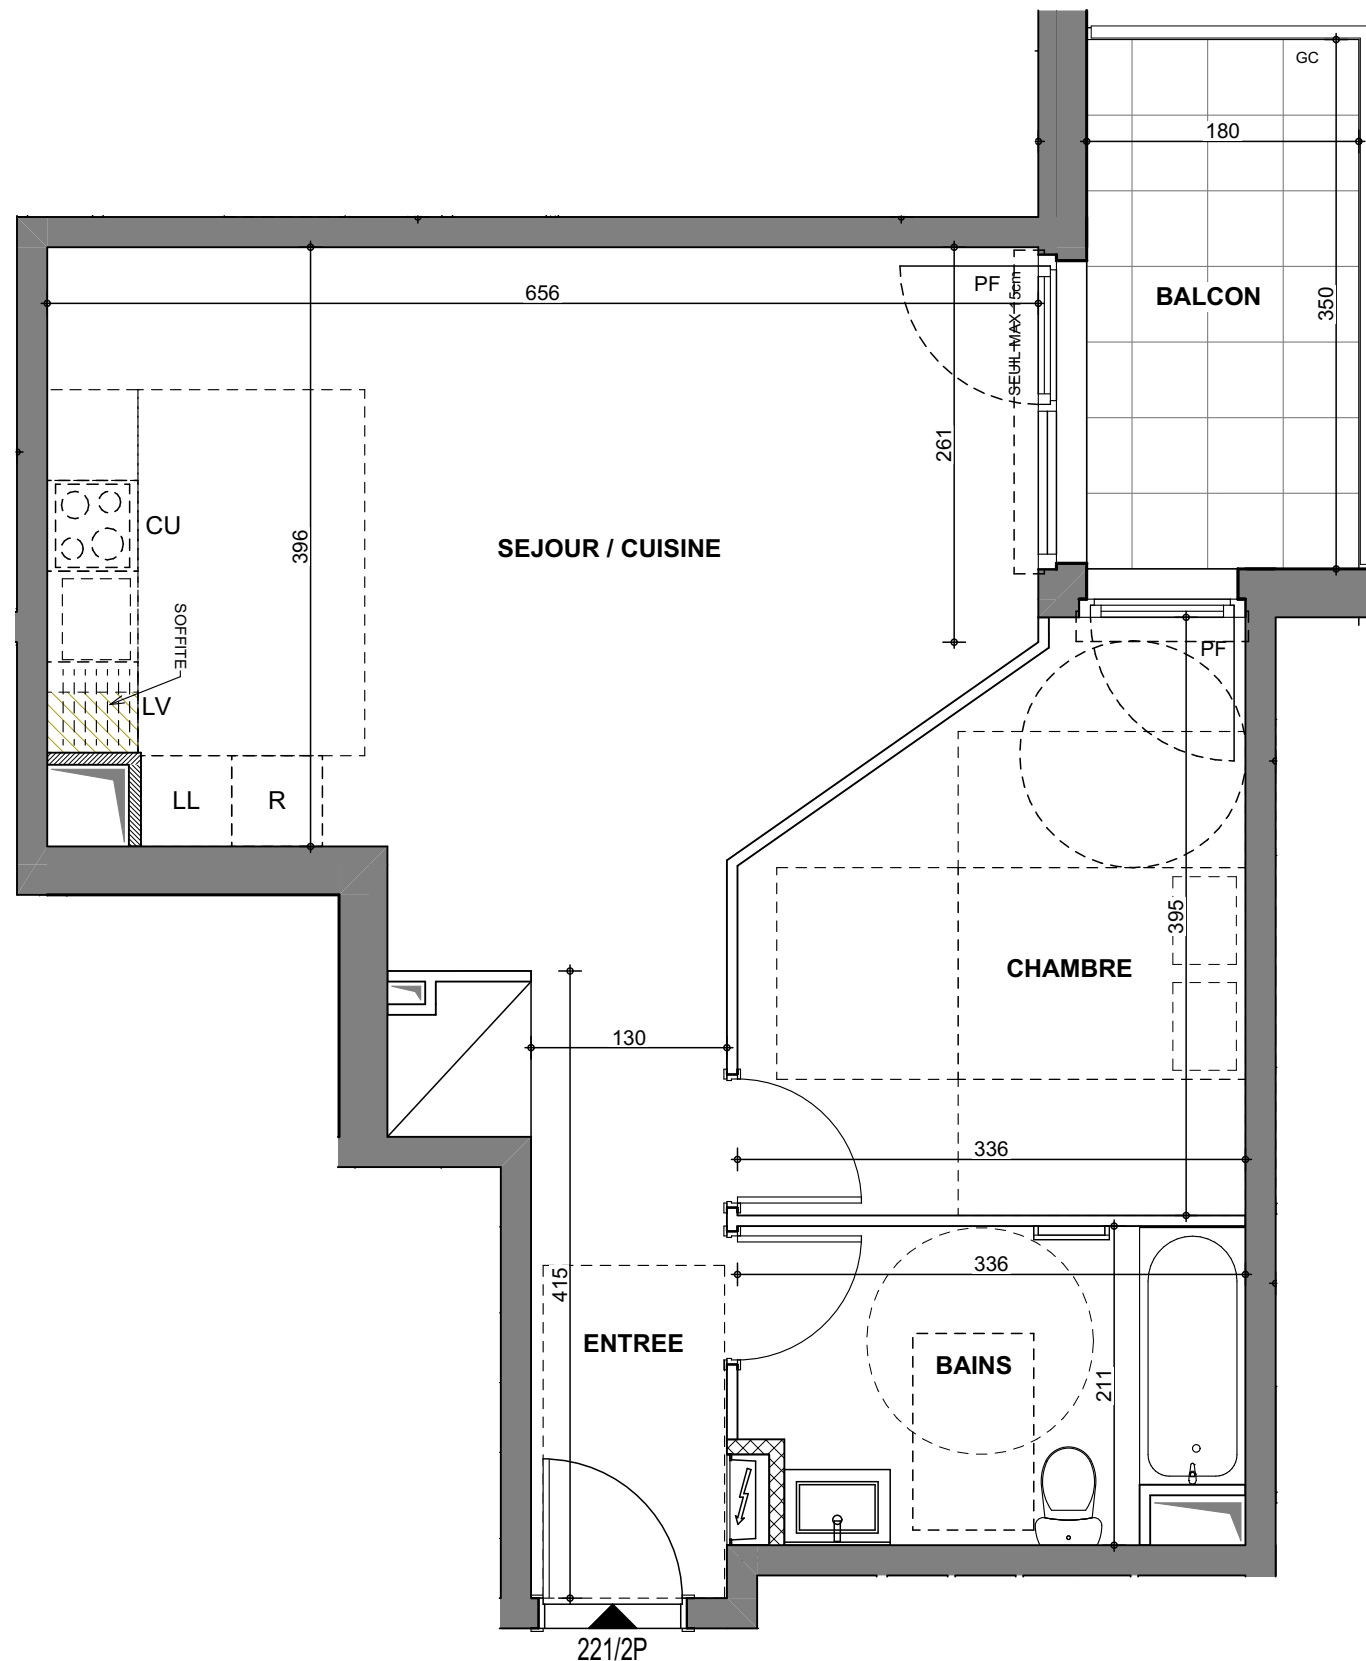 GC
180
PF
656
SEUIL MAX 15cm
BALCON
350
261
CU
396
SEJOUR / CUISINE
SOFFITE
PF
LV
LL
R
395
CHAMBRE
130
336
336
415
ENTREE
BAINS
211
221/2P